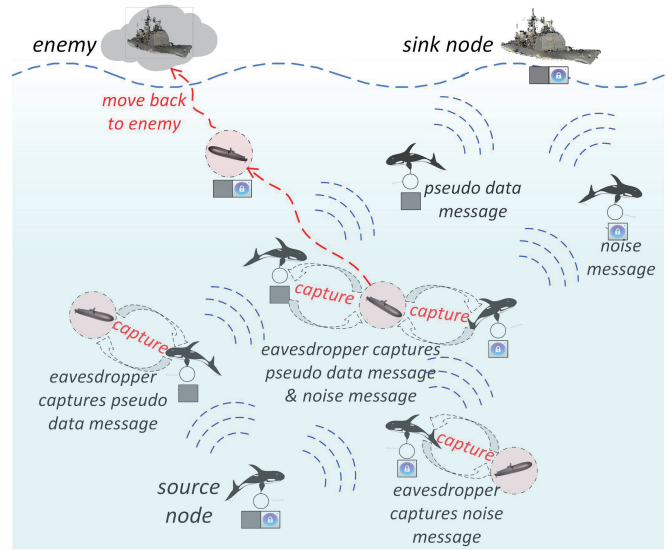 enemy
sink node
move back
to enemy
pseudo data
message
noise
message
capture
capture
capture
eavesdropper captures
pseudo data message
& noise message
eavesdropper
captures pseudo
data message
capture
source
node
eavesdropper
captures noise
message